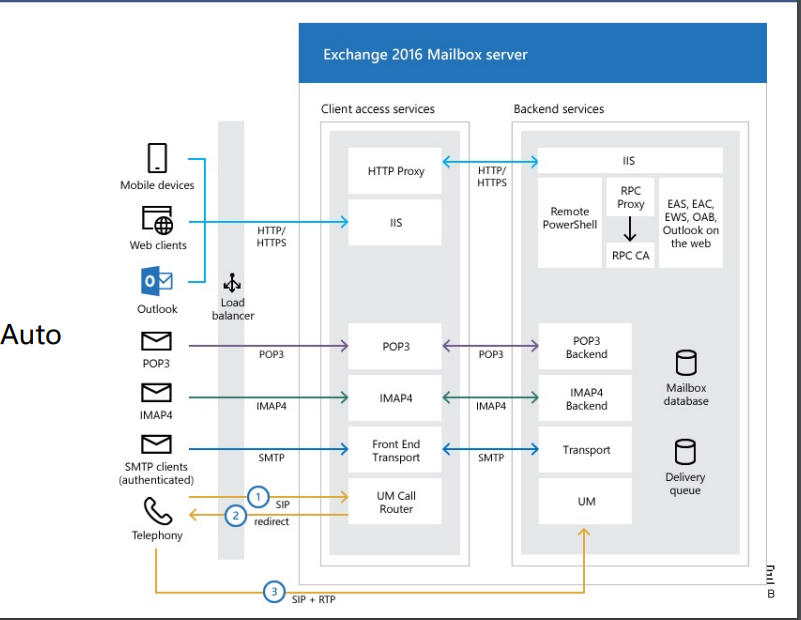 Exchange 2016 Mailbox server
Client access services
Backend services
Mobile devices
Web clients
Outlook
HTTP/
HTTPS
Load
balancer
HTTP Proxy
IIS
HTTP/
HTTPS
IIS
Remote
PowerShell
RPC
Proxy
RPC CA
EAS, EAC,
EWS, OAB,
Outlook on
the web
Auto
POP3
POP3
POP3
POP3
POP3
Backend
IMAP4
IMAP4
IMAP4
IMAP4
IMAP4
Backend
Mailbox
database
SMTP clients
(authenticated)
SMTP
Front End
Transport
SMTP
Transport
Delivery
queue
Telephony
1
SIP
2
redirect
UM Call
Router
UM
3
SIP + RTP
B